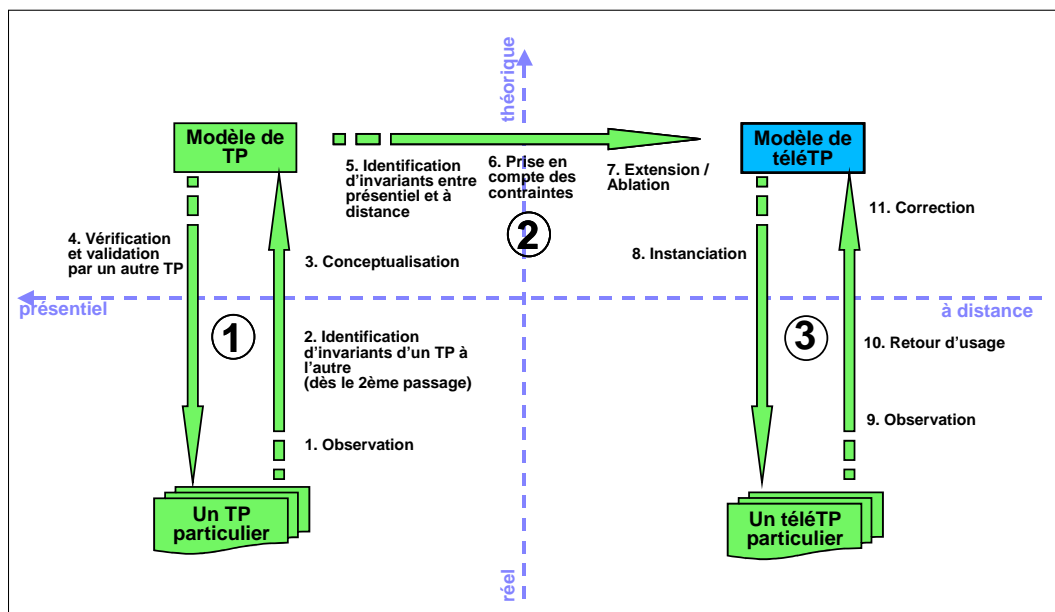 théorique
Modèle de
TP
Modèle de
téléTP
5. Identification
d'invariants entre
présentiel et à
distance
6. Prise en
compte des
contraintes
7. Extension /
Ablation
2
4. Vérification
et validation
par un autre TP
3. Conceptualisation
8. Instanciation
11. Correction
présentiel
à distance
1
2. Identification
d'invariants d'un TP à
l'autre
(dès le 2ème passage)
3
10. Retour d'usage
1. Observation
9. Observation
Un TP
particulier
Un téléTP
particulier
réel